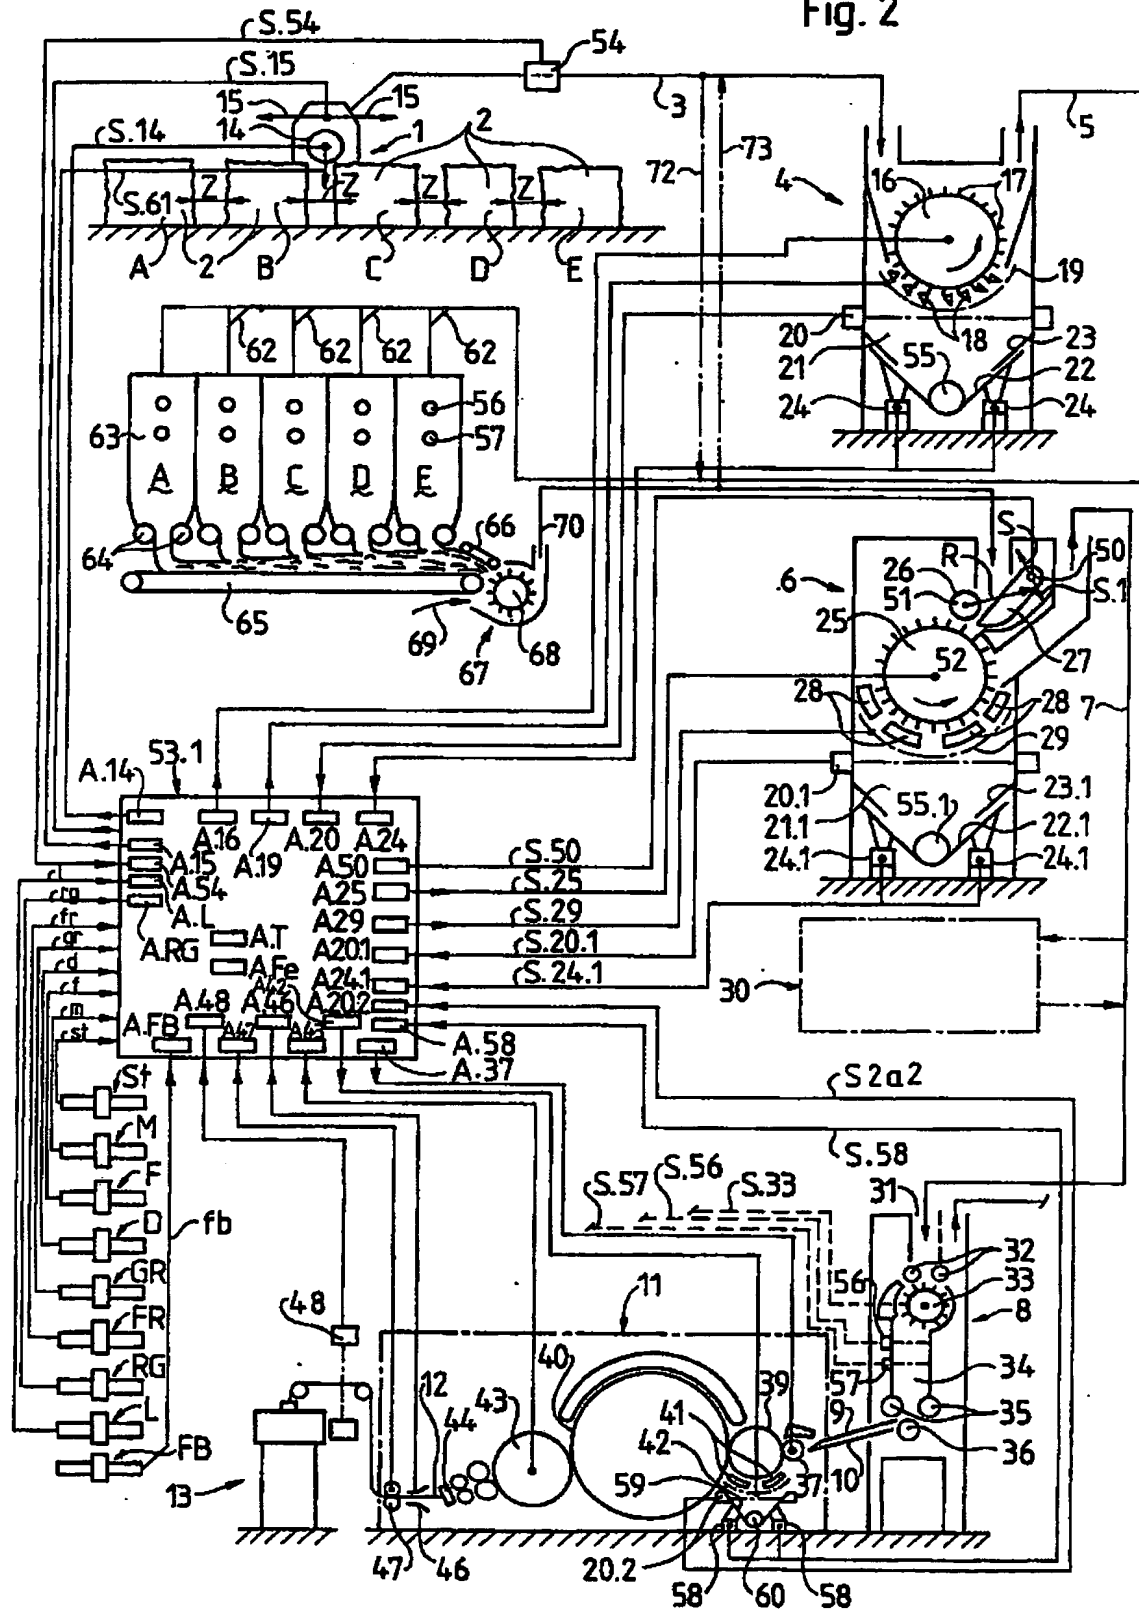 Fig. 2
S.54
54
S.15
15
15
S.14
14
1
2
3
5
73
72
4
16
17
Z
Z
Z
Z
S.61
A
2
B
C
D
E
19
20
18
23
21
55
22
24
24
62
62
62
62
56
63
57
A
B
C
D
E
66
70
64
65
69
67
68
6
S
50
R
26
51
S.1
25
52
27
28
28
7
29
20.1
23.1
21.1
55.1
22.1
24.1
24.1
53.1
A.14
A.16
A.19
A.20
A.24
A.15
A.50
S.50
A.54
A.25
S.25
l
rg
A.L
A.29
S.29
fr
A.RG
A.T
A.20.1
S.20.1
gr
A.Fe
A.24.1
S.24.1
d
A42
f
A.48
A.46
A.20.2
30
m
A.FB
A47
A43
A.58
st
A.37
St
S2a2
M
S.58
F
S.57
S.56
S.33
31
D
fb
32
GR
11
56
33
48
8
FR
40
34
RG
12
43
39
57
44
41
9
35
L
42
36
FB
59
37
10
13
47
46
20.2
58
60
58